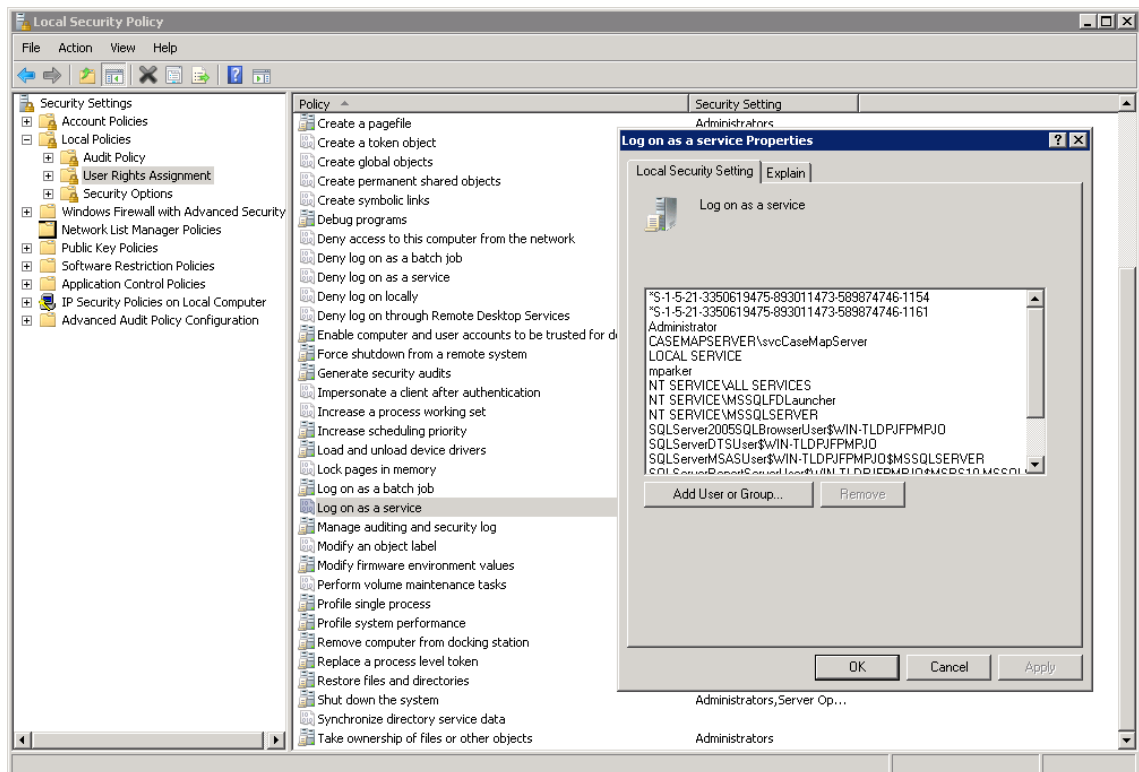 Local Security Policy
File Action View Help
Security Settings
Account Policies
Local Policies
Audit Policy
User Rights Assignment
Security Options
Windows Firewall with Advanced Security
Network List Manager Policies
Public Key Policies
Software Restriction Policies
Application Control Policies
IP Security Policies on Local Computer
Advanced Audit Policy Configuration
Policy Security Setting
Create a pagefile Administrators
Create a token object
Create global objects
Create permanent shared objects
Create symbolic links
Debug programs
Deny access to this computer from the network
Deny log on as a batch job
Deny log on as a service
Deny log on locally
Deny log on through Remote Desktop Services
Enable computer and user accounts to be trusted for d
Force shutdown from a remote system
Generate security audits
Impersonate a client after authentication
Increase a process working set
Increase scheduling priority
Load and unload device drivers
Lock pages in memory
Log on as a batch job
Log on as a service
Manage auditing and security log
Modify an object label
Modify firmware environment values
Perform volume maintenance tasks
Profile single process
Profile system performance
Remove computer from docking station
Replace a process level token
Restore files and directories
Shut down the system Administrators,Server Op...
Synchronize directory service data
Take ownership of files or other objects Administrators
Log on as a service Properties
Local Security Setting Explain
Log on as a service
*S-1-5-21-3350619475-893011473-589874746-1154
*S-1-5-21-3350619475-893011473-589874746-1161
Administrator
CASEMAPSERVER\svcCaseMapServer
LOCAL SERVICE
mparker
NT SERVICE\ALL SERVICES
NT SERVICE\MSSQLFDLauncher
NT SERVICE\MSSQLSERVER
SQLServer2005SQLBrowserUser$WIN-TLDPJFPMPJO
SQLServerDTSUser$WIN-TLDPJFPMPJO
SQLServerMSASUser$WIN-TLDPJFPMPJO$MSSQLSERVER
Add User or Group... Remove
OK Cancel Apply